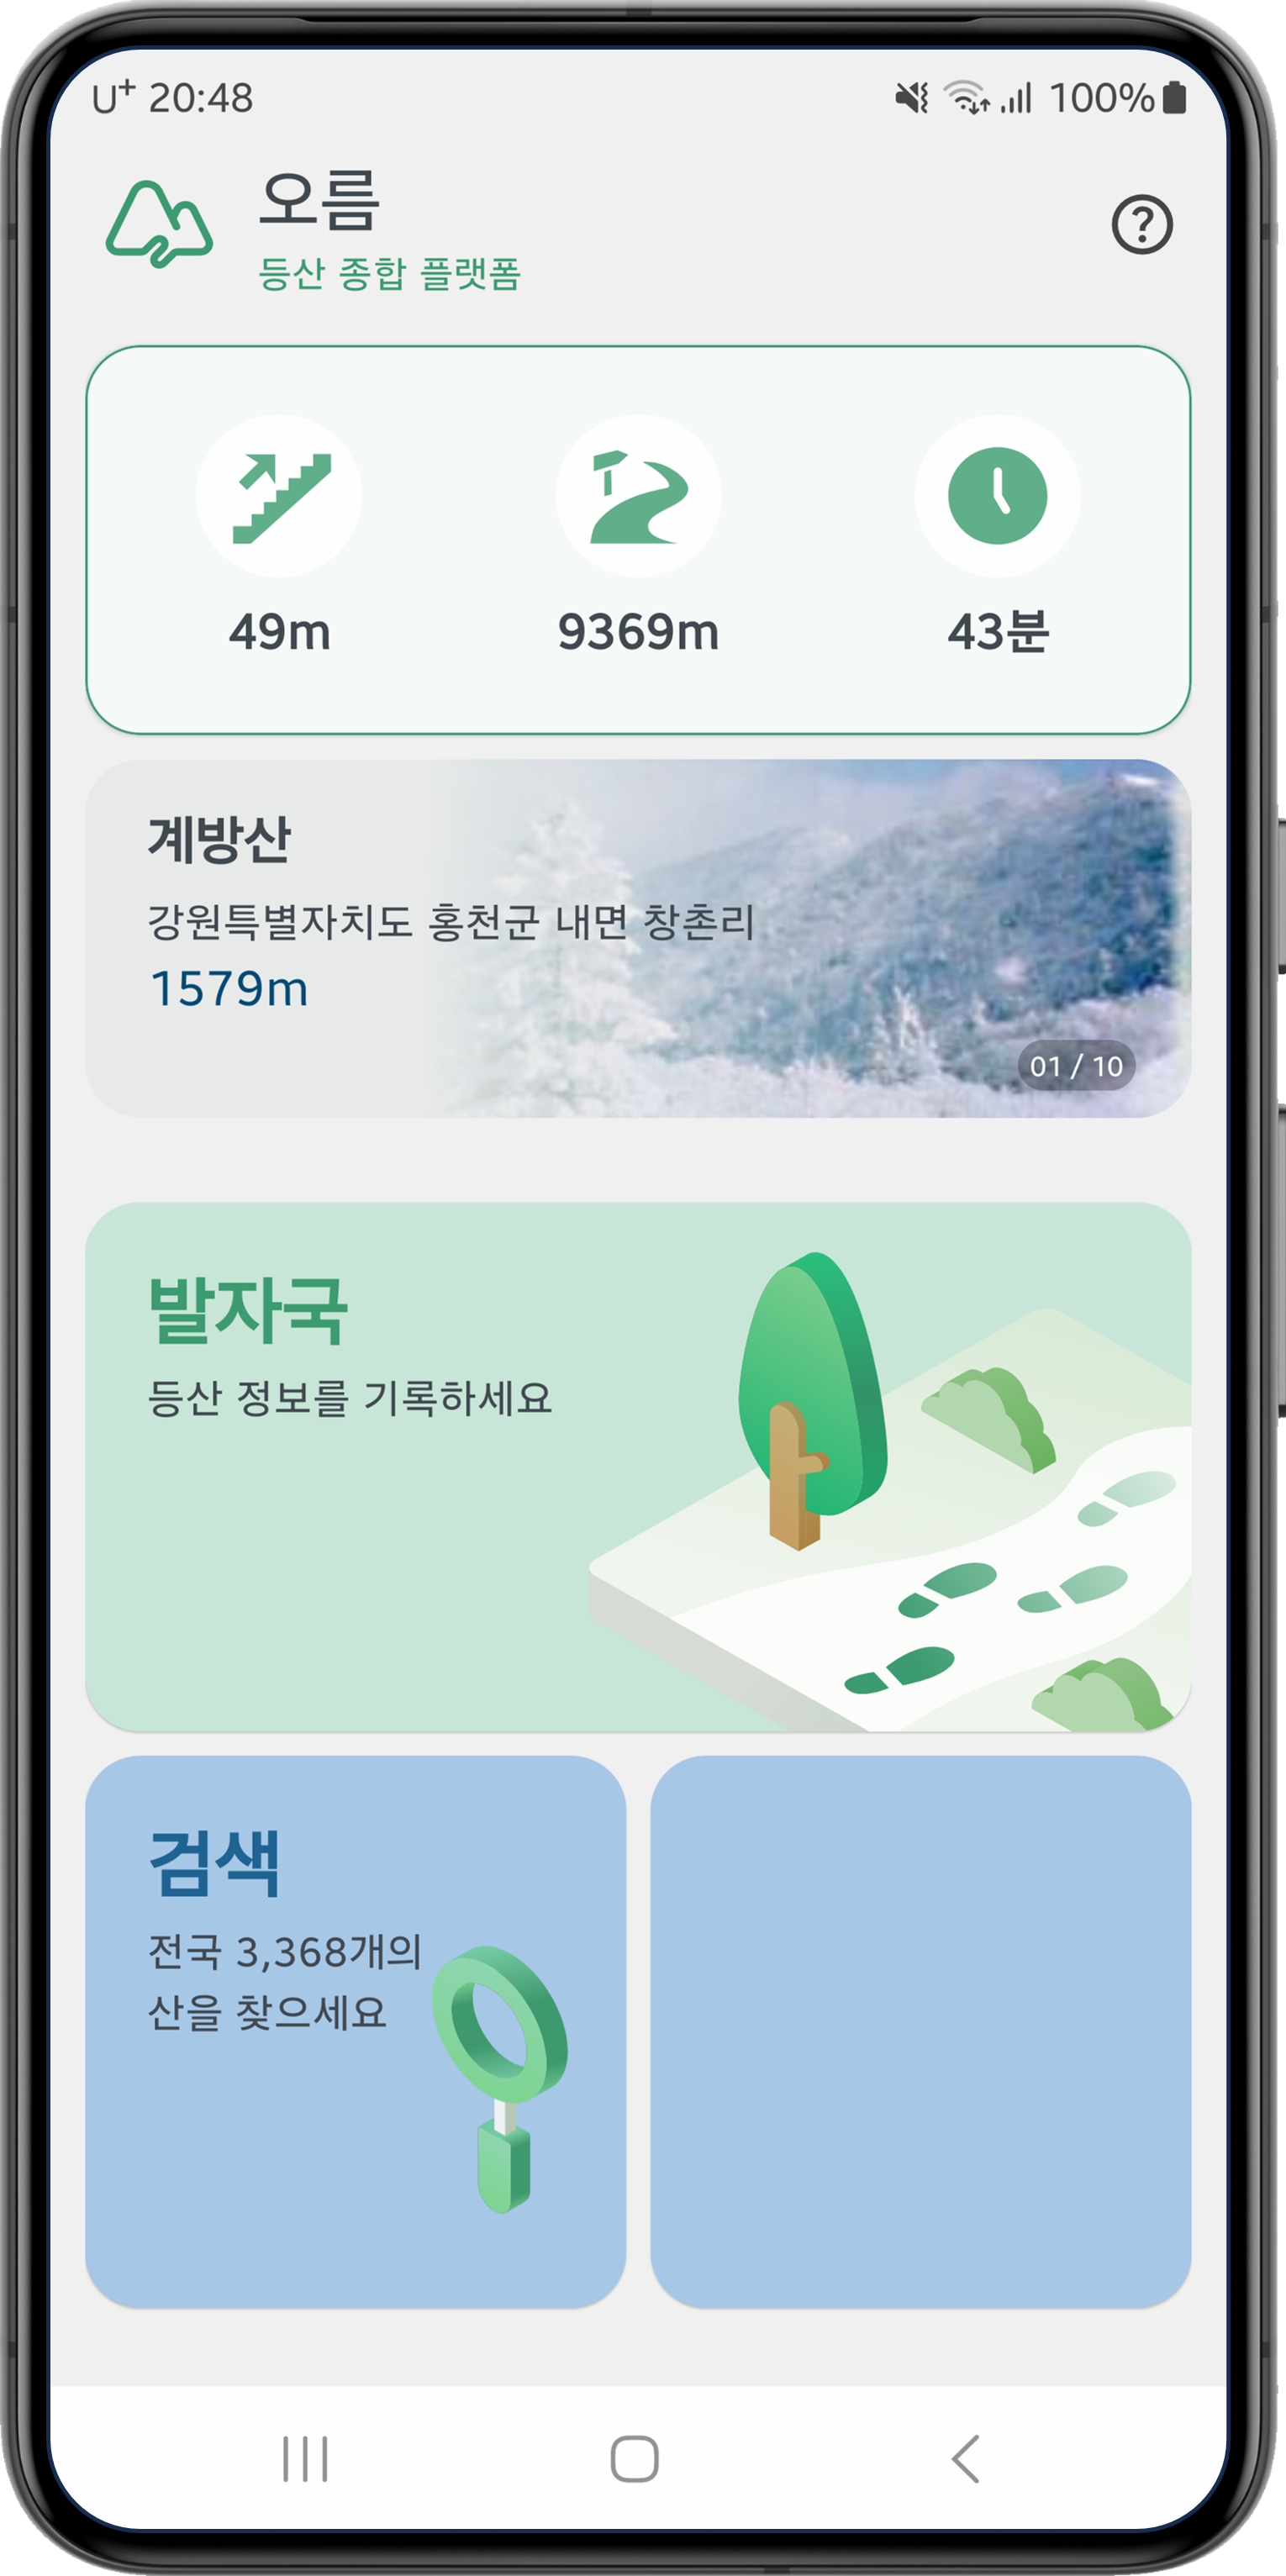 U+ 20:48 100%
오름
등산 종합 플랫폼
49m 9369m 43분
계방산
강원특별자치도 홍천군 내면 창촌리
1579m
01 / 10
발자국
등산 정보를 기록하세요
검색
전국 3,368개의
산을 찾으세요